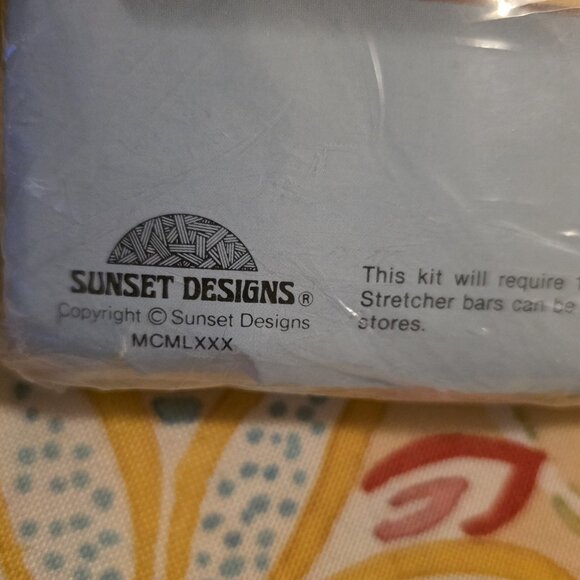 SUNSET DESIGNS®
Copyright © Sunset Designs
MCMLXXX
This kit will require
Stretcher bars can be
stores.